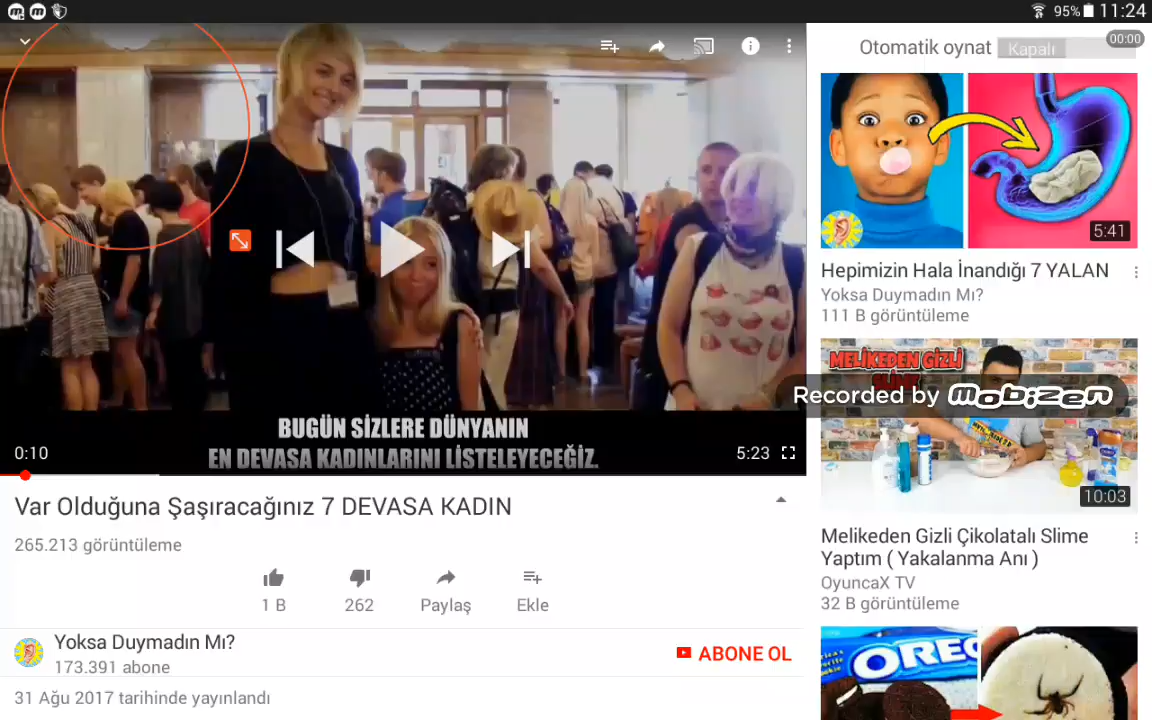 95% 11:24
00:00
Otomatik oynat Kapalı
5:41
Hepimizin Hala İnandığı 7 YALAN
Yoksa Duymadın Mı?
111 B görüntüleme
MELİKEDEN GİZLİ
SLIME
Recorded by mobizen
10:03
Melikeden Gizli Çikolatalı Slime
Yaptım ( Yakalanma Anı )
OyuncaX TV
32 B görüntüleme
OREO
BUGÜN SİZLERE DÜNYANIN
EN DEVASA KADINLARINI LİSTELEYECEĞİZ.
0:10 5:23
Var Olduğuna Şaşıracağınız 7 DEVASA KADIN
265.213 görüntüleme
1 B 262 Paylaş Ekle
Yoksa Duymadın Mı?
173.391 abone
ABONE OL
31 Ağu 2017 tarihinde yayınlandı